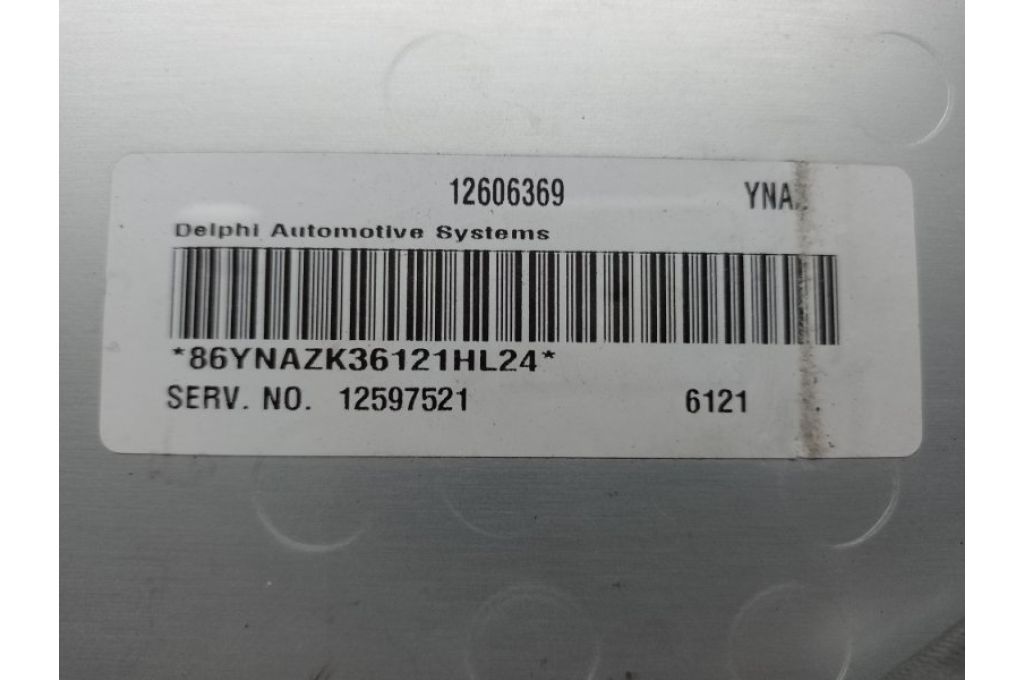 12606369 YNA
Delphi Automotive Systems
*86YNAZK36121HL24*
SERV. NO. 12597521 6121